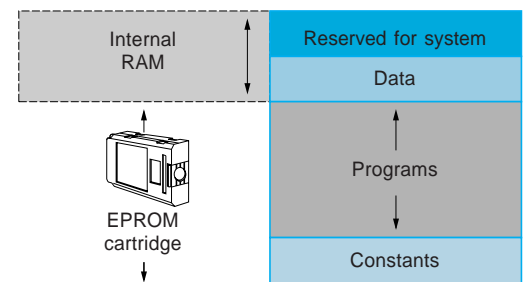 Internal
RAM
Reserved for system
Data
EPROM
cartridge
Programs
Constants